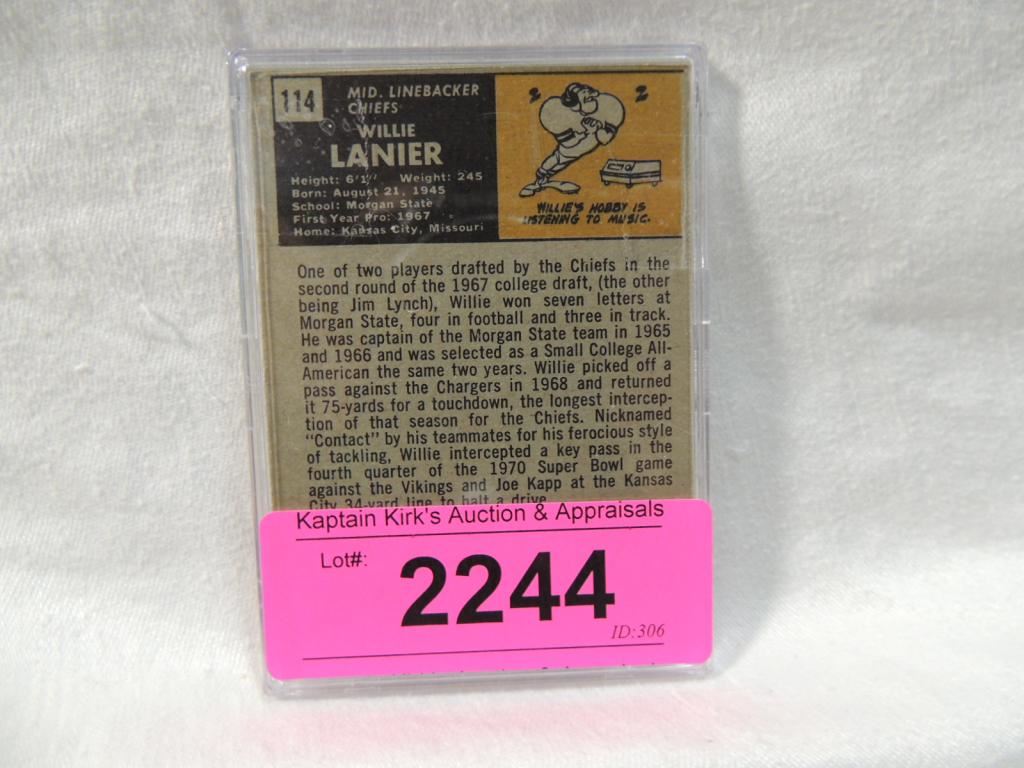 114
MID. LINEBACKER
CHIEFS
WILLIE
LANIER
Height: 6'1" Weight: 245
Born: August 21, 1945
School: Morgan State
First Year Pro: 1967
Home: Kansas City, Missouri
WILLIE'S HOBBY IS
LISTENING TO MUSIC.
One of two players drafted by the Chiefs in the
second round of the 1967 college draft, (the other
being Jim Lynch), Willie won seven letters at
Morgan State, four in football and three in track.
He was captain of the Morgan State team in 1965
and 1966 and was selected as a Small College All-
American the same two years. Willie picked off a
pass against the Chargers in 1968 and returned
it 75-yards for a touchdown, the longest intercep-
tion of that season for the Chiefs. Nicknamed
"Contact" by his teammates for his ferocious style
of tackling, Willie intercepted a key pass in the
fourth quarter of the 1970 Super Bowl game
against the Vikings and Joe Kapp at the Kansas
City 34-yard line to halt a drive.
Kaptain Kirk's Auction & Appraisals
Lot#:
2244
ID:306